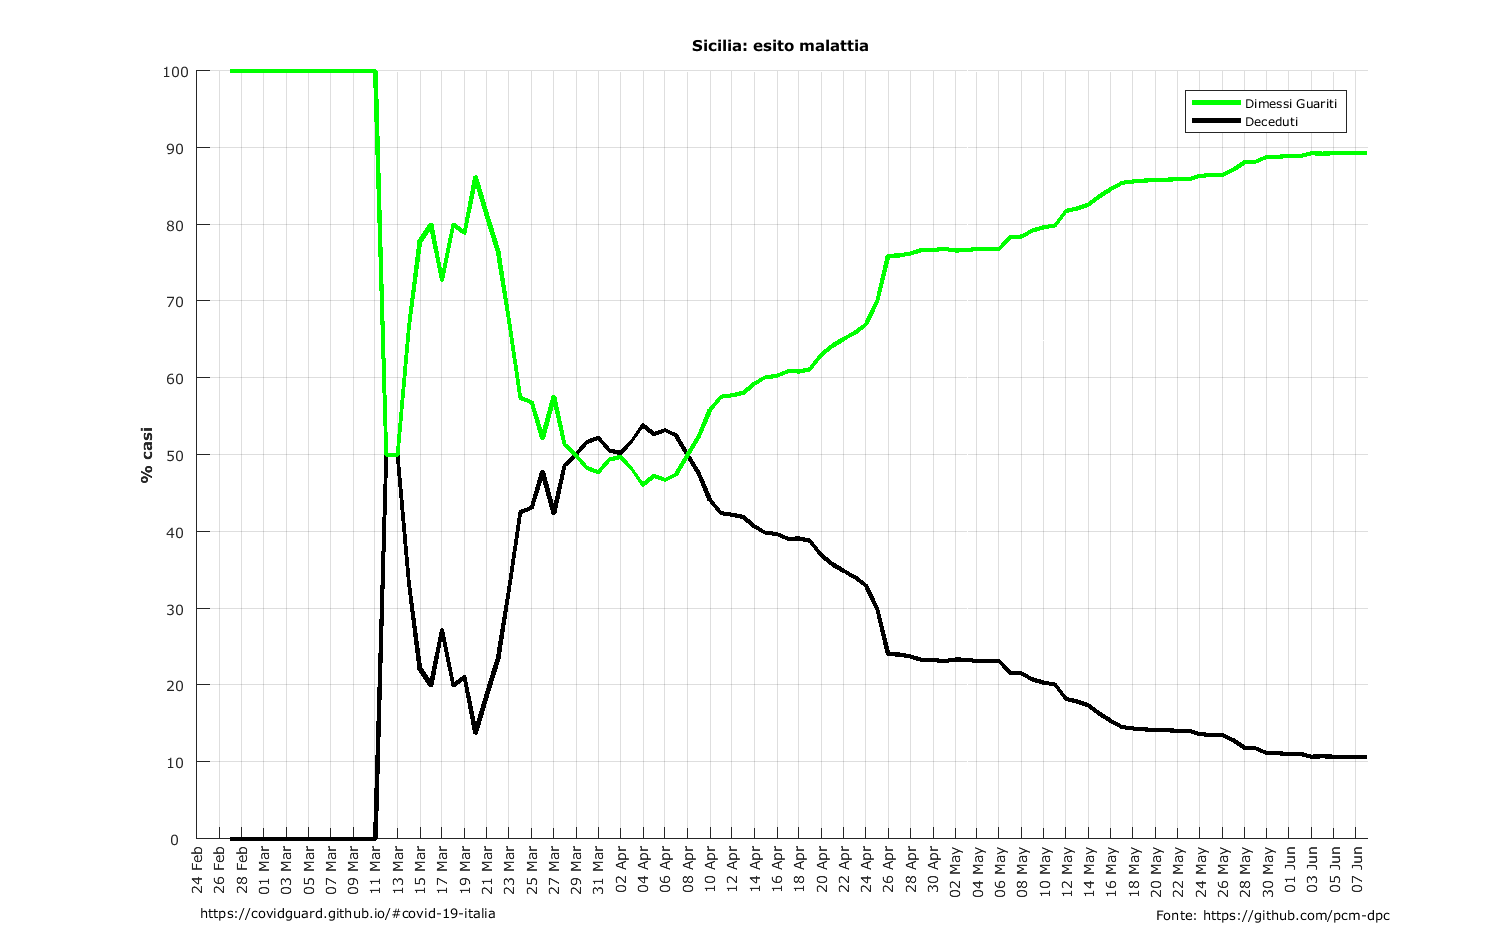 Sicilia: esito malattia
100
90
80
70
60
50
40
30
20
10
0
% casi
Dimessi Guariti
Deceduti
24 Feb
26 Feb
28 Feb
01 Mar
03 Mar
05 Mar
07 Mar
09 Mar
11 Mar
13 Mar
15 Mar
17 Mar
19 Mar
21 Mar
23 Mar
25 Mar
27 Mar
29 Mar
31 Mar
02 Apr
04 Apr
06 Apr
08 Apr
10 Apr
12 Apr
14 Apr
16 Apr
18 Apr
20 Apr
22 Apr
24 Apr
26 Apr
28 Apr
30 Apr
02 May
04 May
06 May
08 May
10 May
12 May
14 May
16 May
18 May
20 May
22 May
24 May
26 May
28 May
30 May
01 Jun
03 Jun
05 Jun
07 Jun
https://covidguard.github.io/#covid-19-italia
Fonte: https://github.com/pcm-dpc